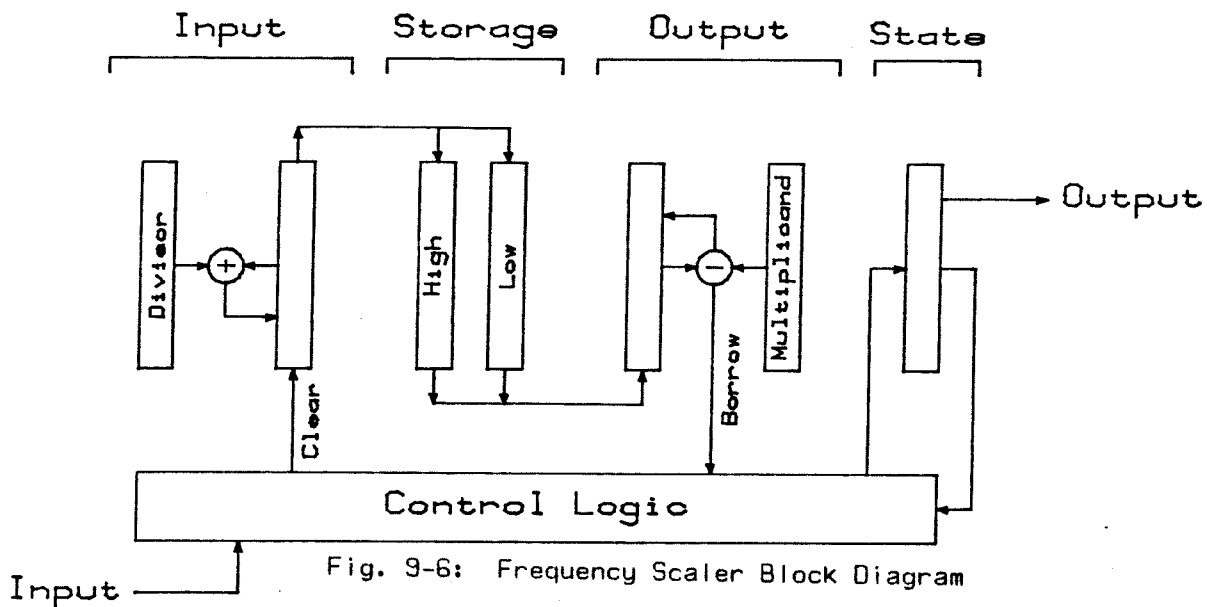 Input Storage Output State
Divisor
+
High
Low
−
Multiplicand
Output
Clear
Borrow
Control Logic
Input
Fig. 9-6: Frequency Scaler Block Diagram